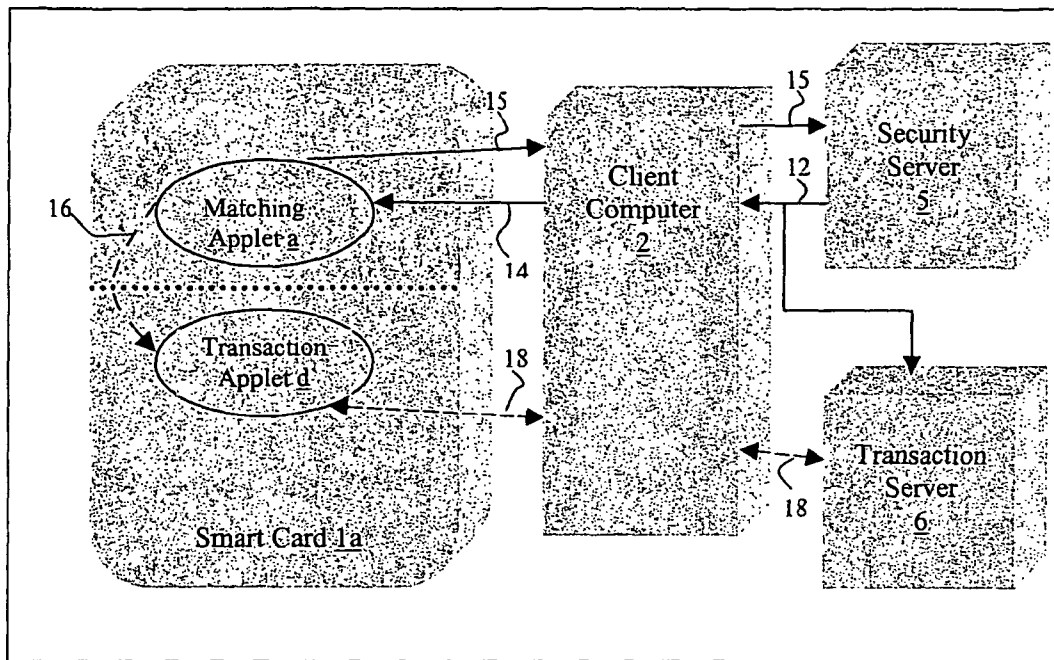 15
15
Security
Server
5
12
Client
Computer
2
16
Matching
Applet a
14
Transaction
Applet d
18
18
Transaction
Server
6
Smart Card 1a